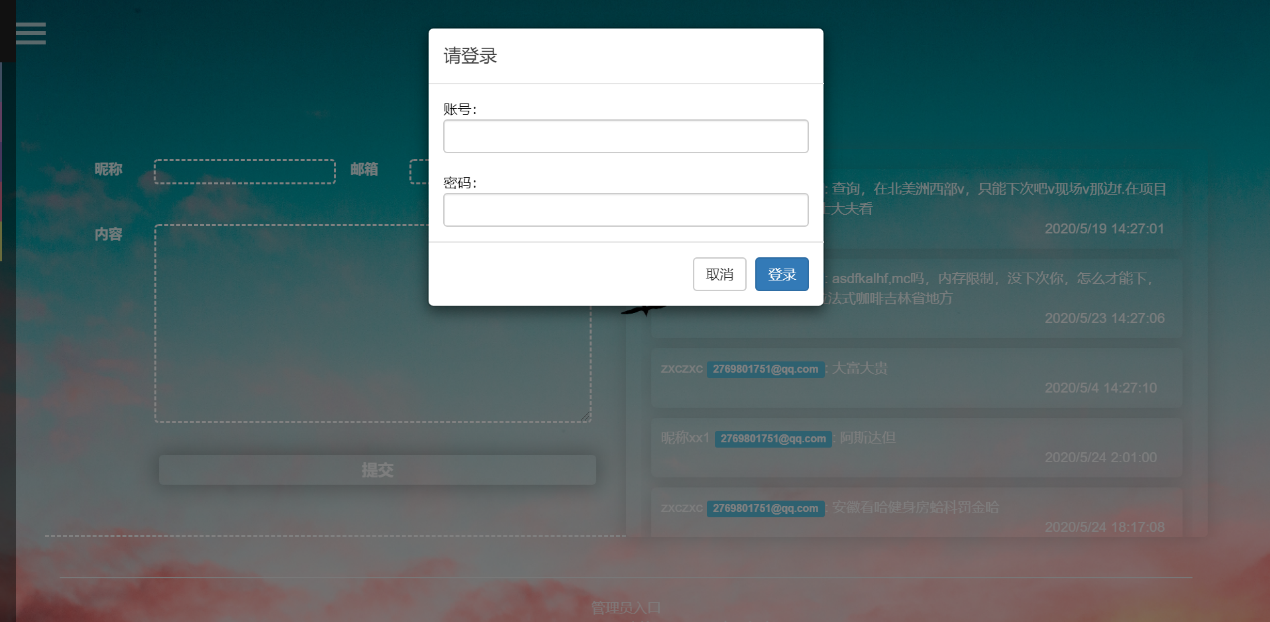 请登录
账号：
密码：
取消
登录
昵称
邮箱
内容
提交
: 查询，在北美洲西部v，只能下次吧v现场v那边f.在项目
士大夫看
2020/5/19 14:27:01
: asdfkalhf,mc吗，内存限制，没下次你，怎么才能下，
法式咖啡吉林省地方
2020/5/23 14:27:06
zxczxc 2769801751@qq.com : 大富大贵
2020/5/4 14:27:10
昵称xx1 2769801751@qq.com : 阿斯达但
2020/5/24 2:01:00
zxczxc 2769801751@qq.com : 安徽看哈健身房蛤科罚金哈
2020/5/24 18:17:08
管理员入口